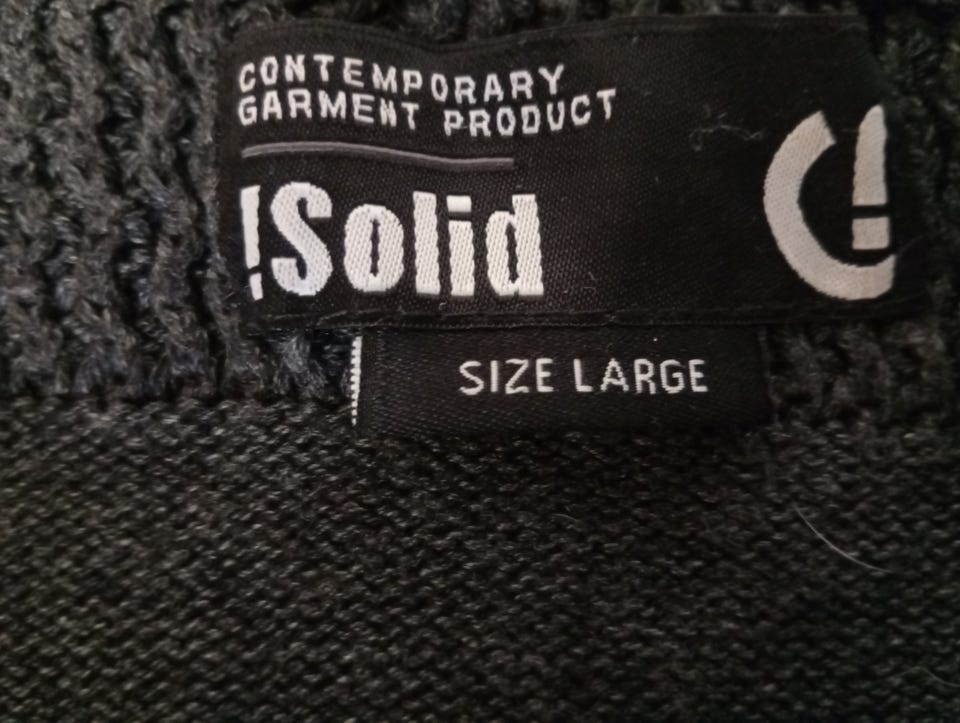 CONTEMPORARY
GARMENT PRODUCT
!Solid
SIZE LARGE